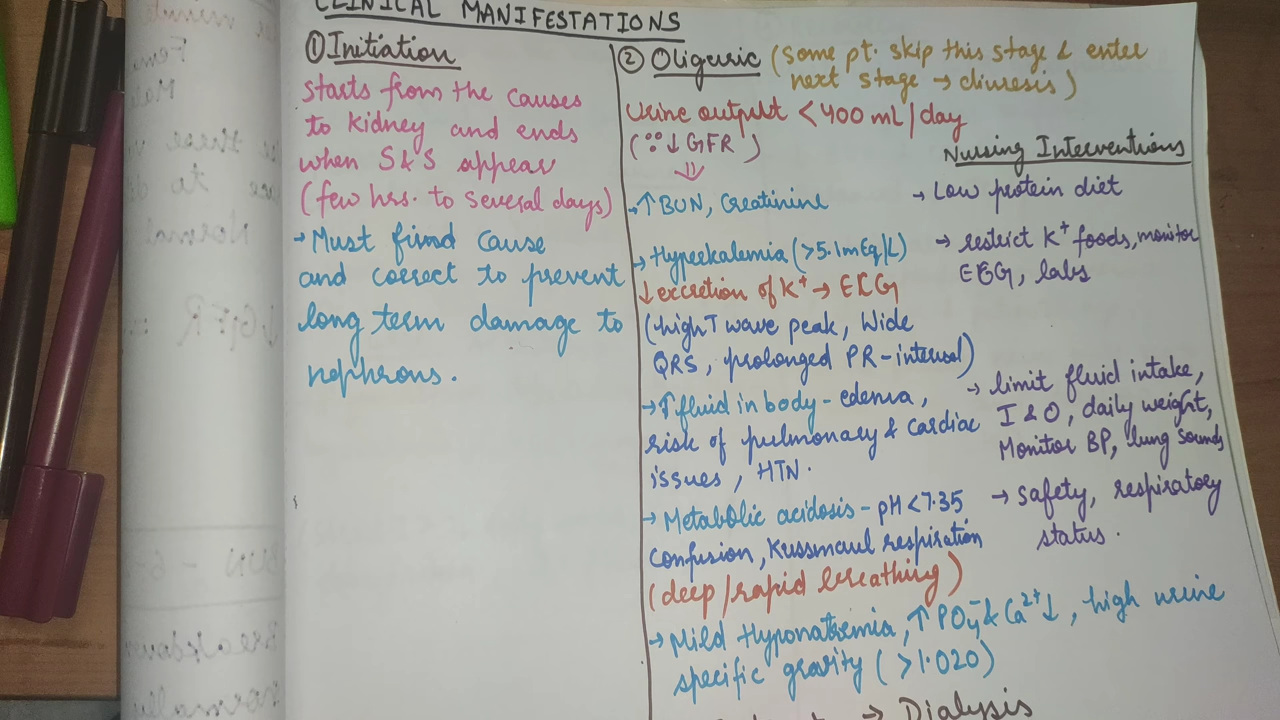 CLINICAL MANIFESTATIONS
① Initiation
Starts from the causes
to kidney and ends
when S&S appear
(few hrs. to several days)
→ Must find cause
and correct to prevent
long term damage to
nephrons.
② Oliguric (some pt. skip this stage & enter
next stage → diuresis)
Urine output <400 mL/day
(∵ ↓ GFR)
⇓
→ ↑ BUN, Creatinine
→ Hyperkalemia (>5.1mEq/L)
↓ excretion of K⁺ → ECG
(high T wave peak, Wide
QRS, prolonged PR-interval)
→ ↑ fluid in body - edema,
risk of pulmonary & cardiac
issues, HTN.
→ Metabolic acidosis - pH <7.35
confusion, Kussmaul respiration
(deep/rapid breathing)
→ Mild Hyponatremia, ↑ PO₄⁻ & Ca²⁺↓, high urine
specific gravity (>1.020)
→ Dialysis
Nursing Interventions
→ Low protein diet
→ restrict K⁺ foods, monitor
ECG, labs
→ limit fluid intake,
I & O, daily weight,
Monitor BP, lung sounds
→ safety, respiratory
status.